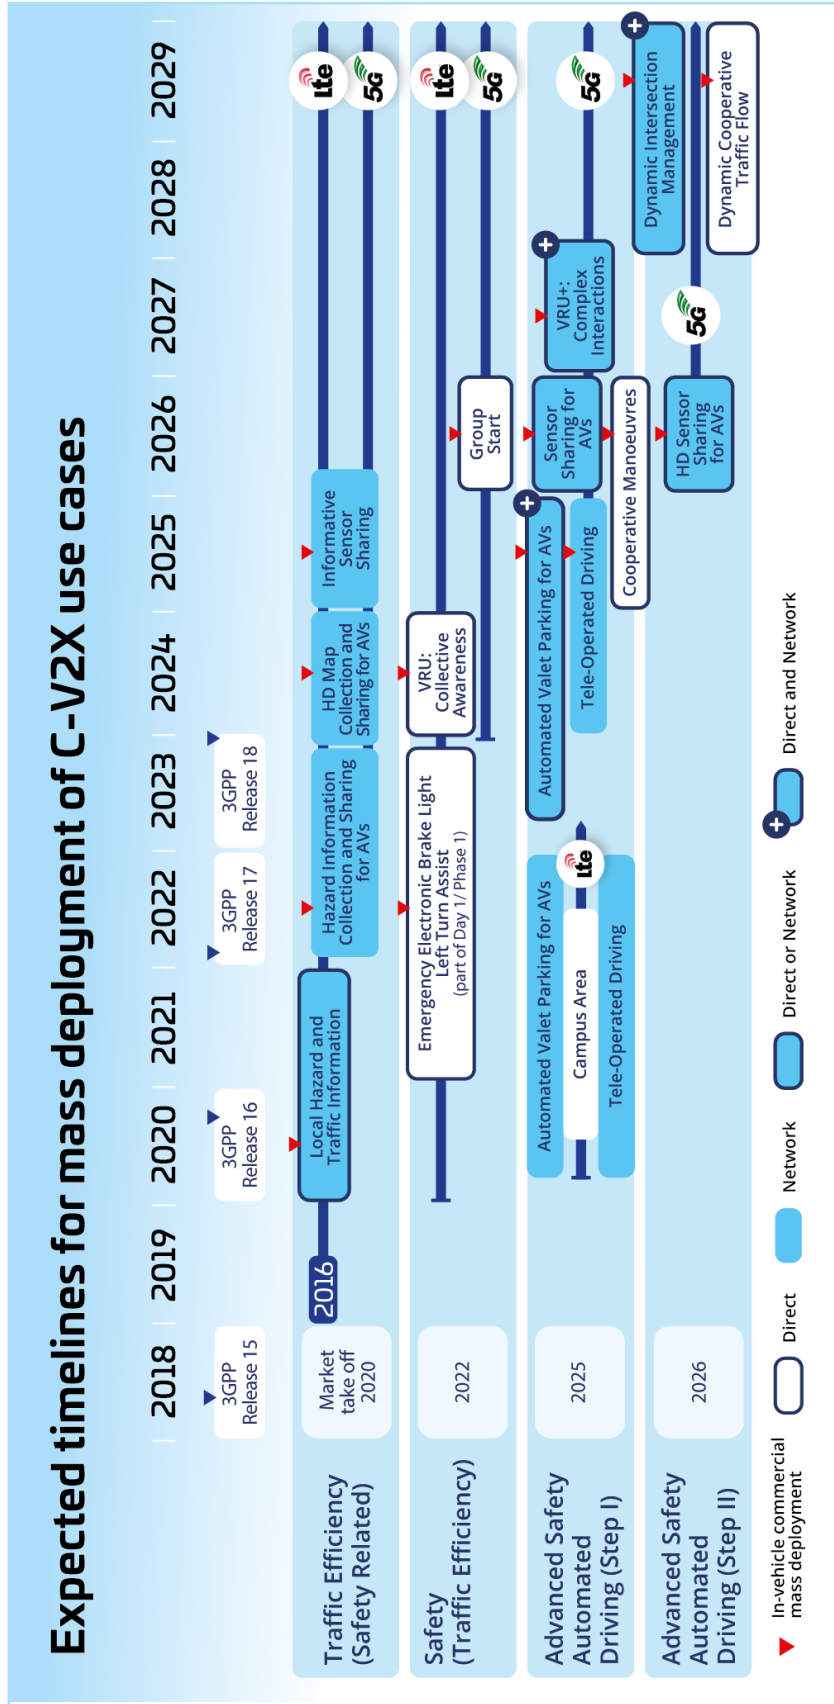 Expected timelines for mass deployment of C-V2X use cases
2018
2019
2020
2021
2022
2023
2024
2025
2026
2027
2028
2029
3GPP
Release 15
3GPP
Release 16
3GPP
Release 17
3GPP
Release 18
Traffic Efficiency
(Safety Related)
Market
take off
2020
2016
Local Hazard and
Traffic Information
Hazard Information
Collection and Sharing
for AVs
HD Map
Collection and
Sharing for AVs
Informative
Sensor
Sharing
lte
5G
Safety
(Traffic Efficiency)
2022
Emergency Electronic Brake Light
Left Turn Assist
(part of Day 1/ Phase 1)
VRU:
Collective
Awareness
Group
Start
lte
5G
Advanced Safety
Automated
Driving (Step I)
2025
Automated Valet Parking for AVs
Campus Area
Tele-Operated Driving
lte
Automated Valet Parking for AVs
Tele-Operated Driving
Cooperative Manoeuvres
Sensor
Sharing for
AVs
VRU+:
Complex
Interactions
5G
Advanced Safety
Automated
Driving (Step II)
2026
HD Sensor
Sharing
for AVs
5G
Dynamic Intersection
Management
Dynamic Cooperative
Traffic Flow
In-vehicle commercial
mass deployment
Direct
Network
Direct or Network
Direct and Network